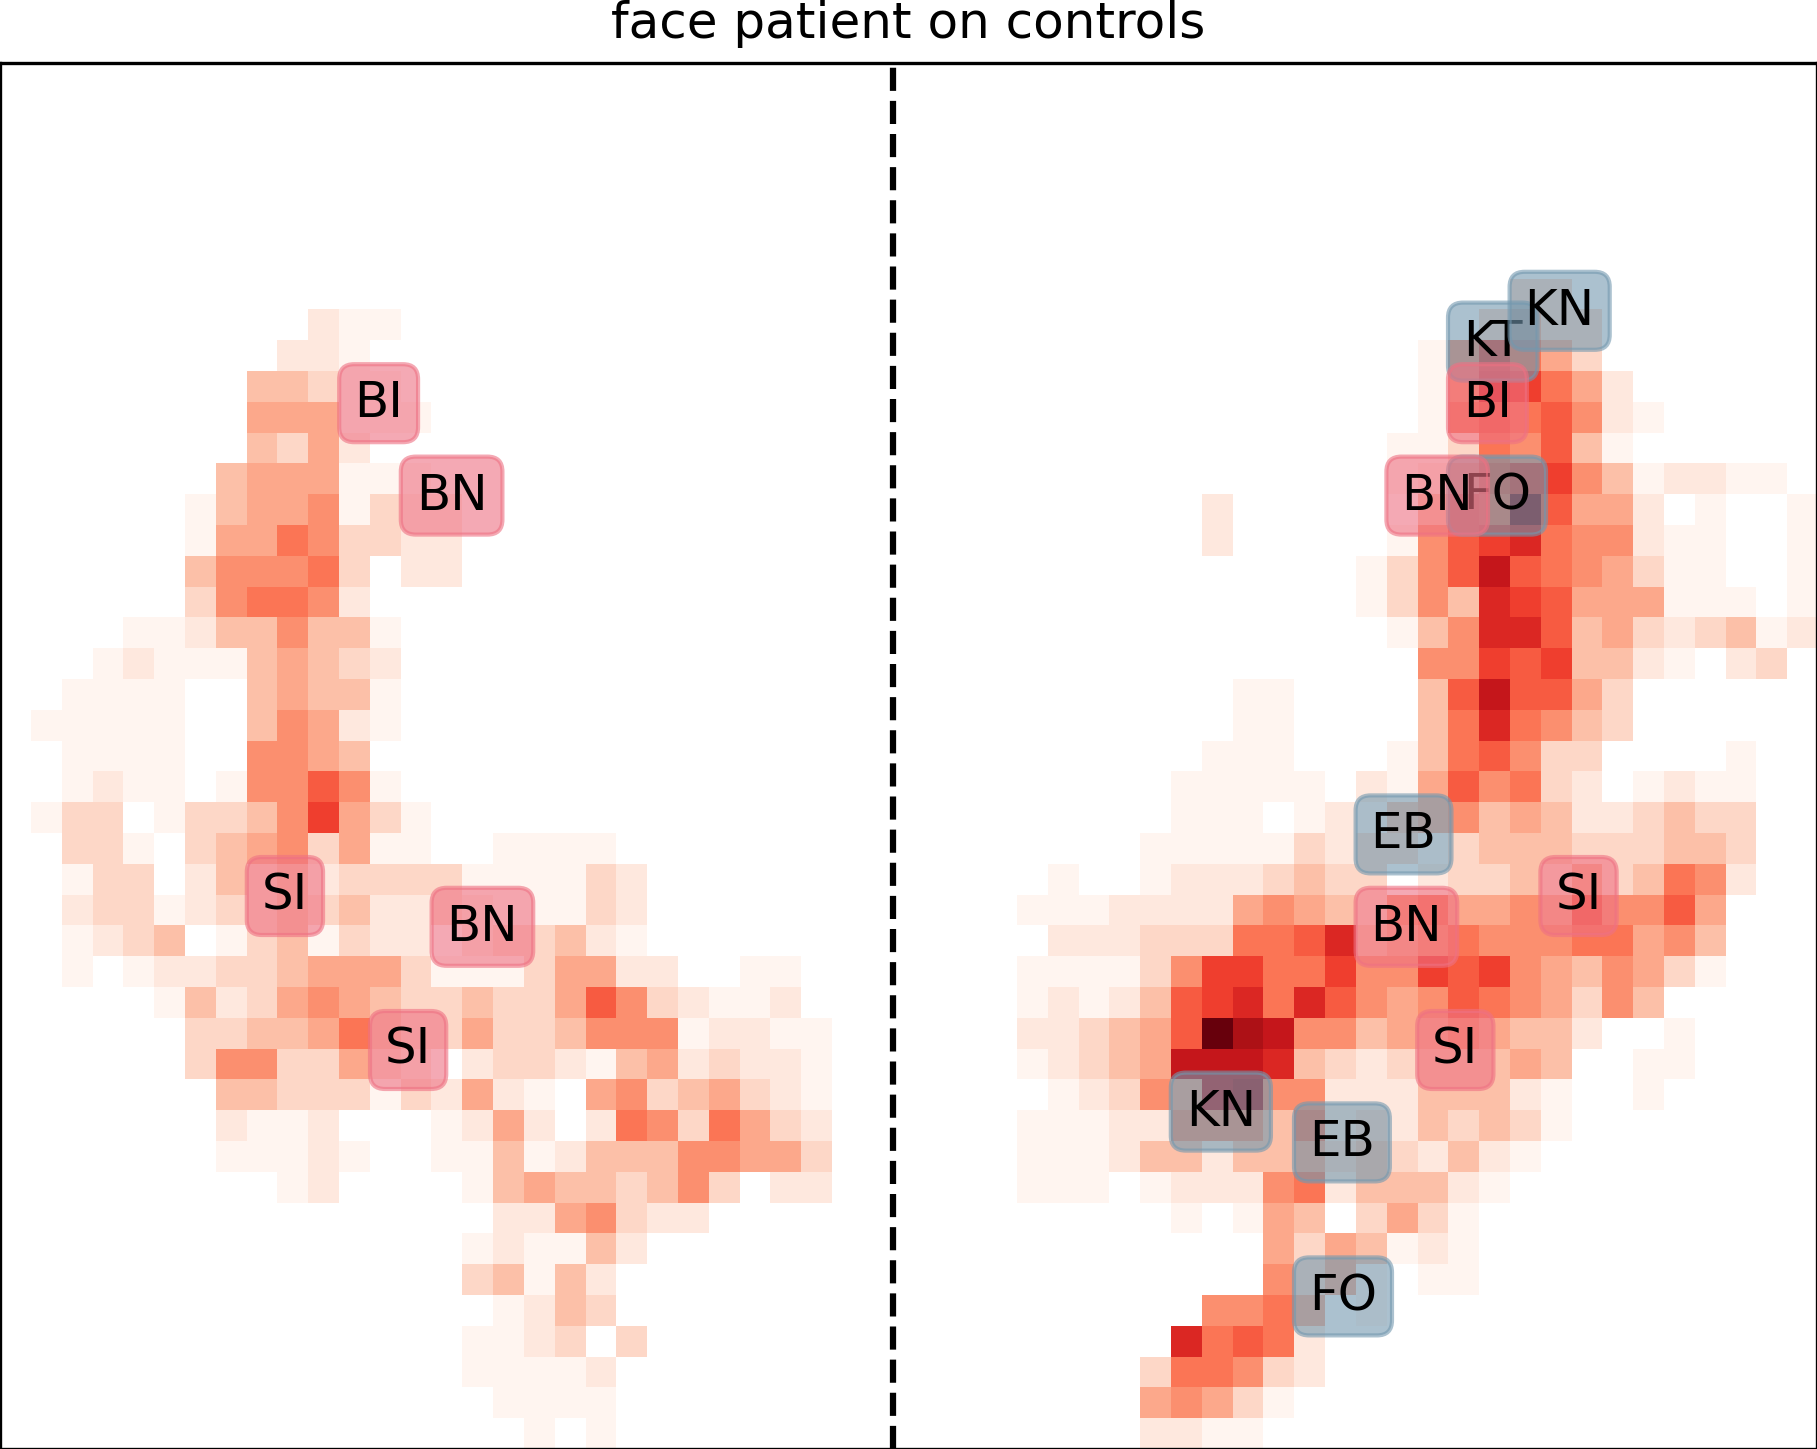 face patient on controls
KN
KT
BI
BI
BN
BN
FO
EB
SI
SI
BN
BN
SI
SI
KN
EB
FO